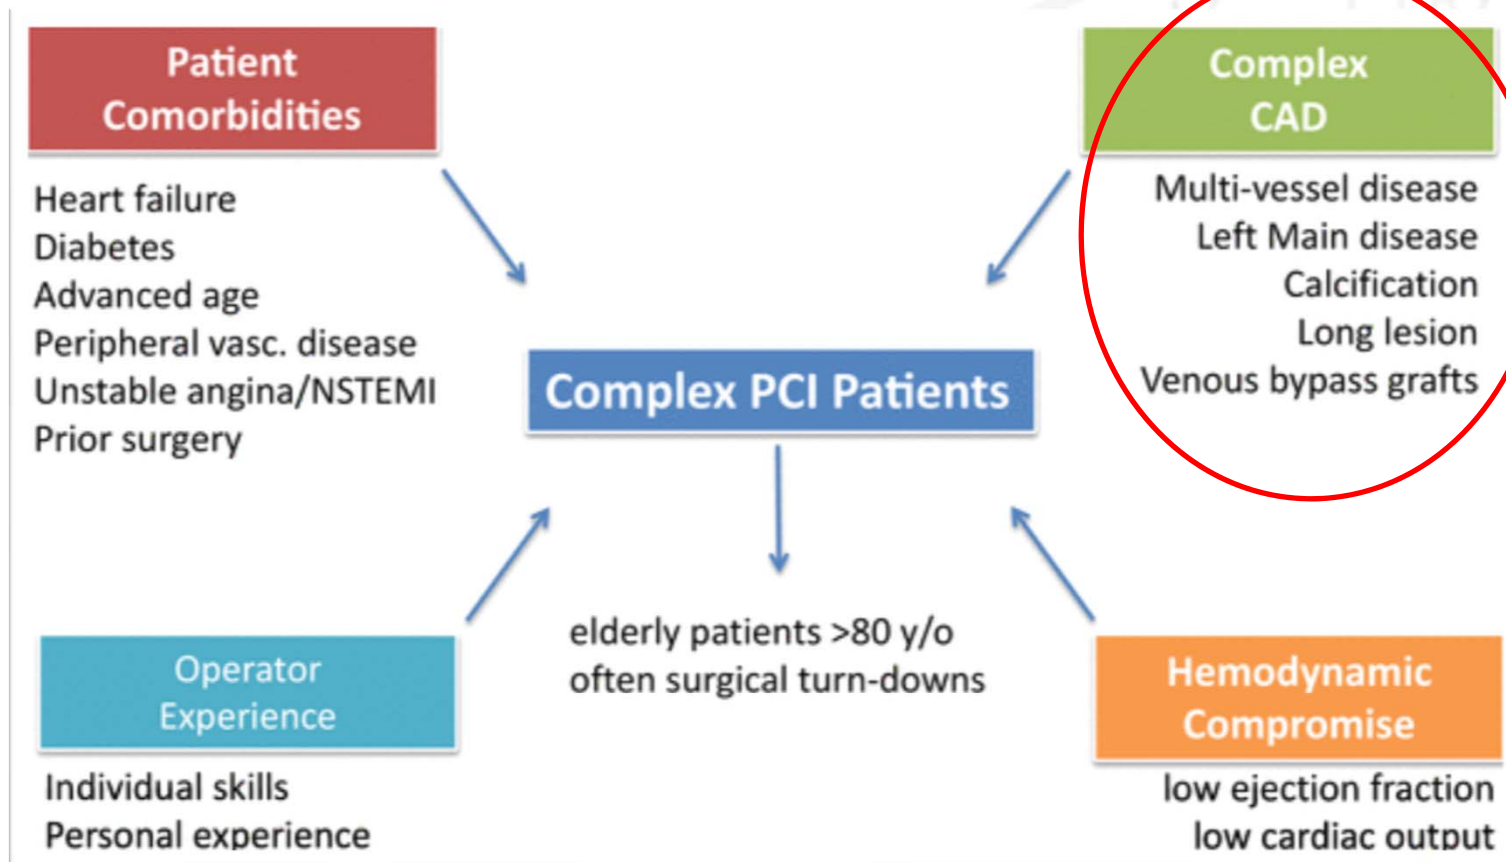 Patient
Comorbidities
Heart failure
Diabetes
Advanced age
Peripheral vasc. disease
Unstable angina/NSTEMI
Prior surgery
Complex
CAD
Multi-vessel disease
Left Main disease
Calcification
Long lesion
Venous bypass grafts
Complex PCI Patients
elderly patients >80 y/o
often surgical turn-downs
Operator
Experience
Individual skills
Personal experience
Hemodynamic
Compromise
low ejection fraction
low cardiac output